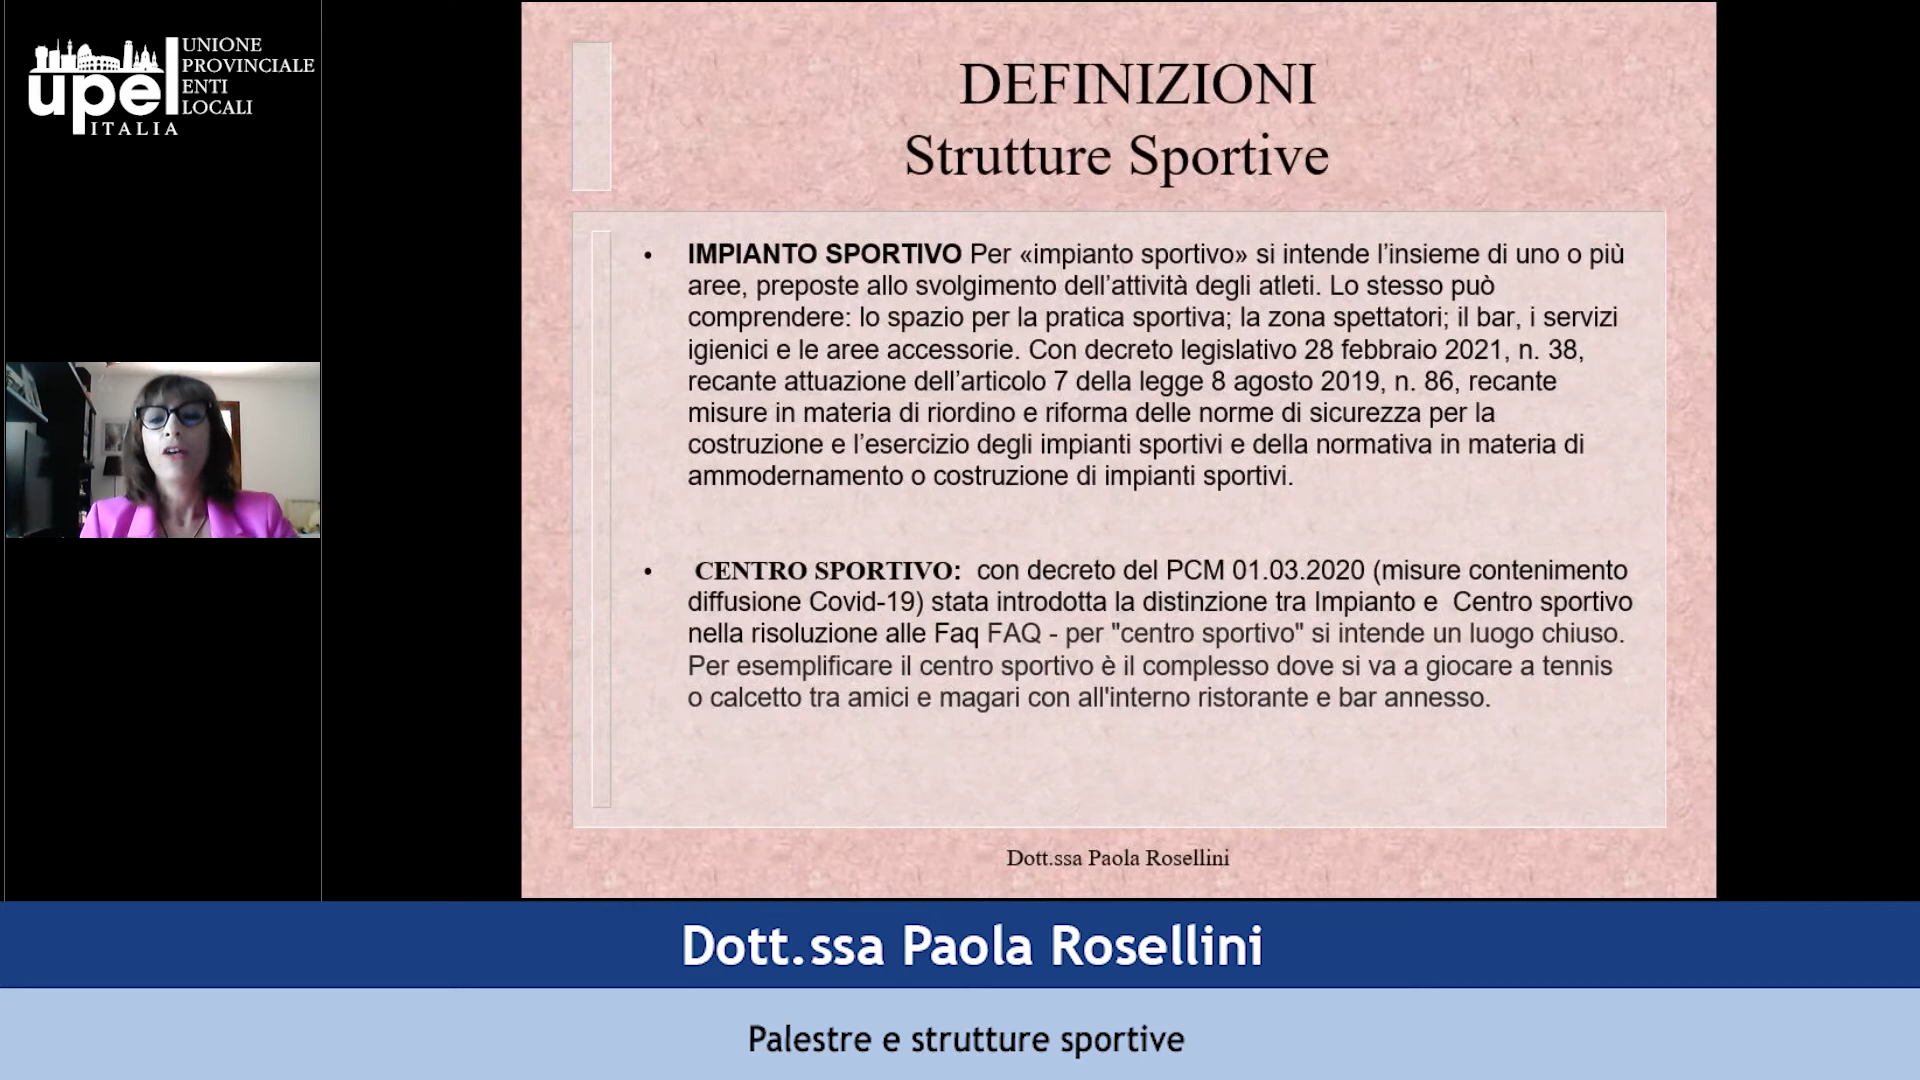 upel
ITALIA
UNIONE
PROVINCIALE
ENTI
LOCALI
DEFINIZIONI
Strutture Sportive
• IMPIANTO SPORTIVO Per «impianto sportivo» si intende l’insieme di uno o più
aree, preposte allo svolgimento dell’attività degli atleti. Lo stesso può
comprendere: lo spazio per la pratica sportiva; la zona spettatori; il bar, i servizi
igienici e le aree accessorie. Con decreto legislativo 28 febbraio 2021, n. 38,
recante attuazione dell’articolo 7 della legge 8 agosto 2019, n. 86, recante
misure in materia di riordino e riforma delle norme di sicurezza per la
costruzione e l’esercizio degli impianti sportivi e della normativa in materia di
ammodernamento o costruzione di impianti sportivi.
• CENTRO SPORTIVO: con decreto del PCM 01.03.2020 (misure contenimento
diffusione Covid-19) stata introdotta la distinzione tra Impianto e Centro sportivo
nella risoluzione alle Faq FAQ - per "centro sportivo" si intende un luogo chiuso.
Per esemplificare il centro sportivo è il complesso dove si va a giocare a tennis
o calcetto tra amici e magari con all'interno ristorante e bar annesso.
Dott.ssa Paola Rosellini
Dott.ssa Paola Rosellini
Palestre e strutture sportive